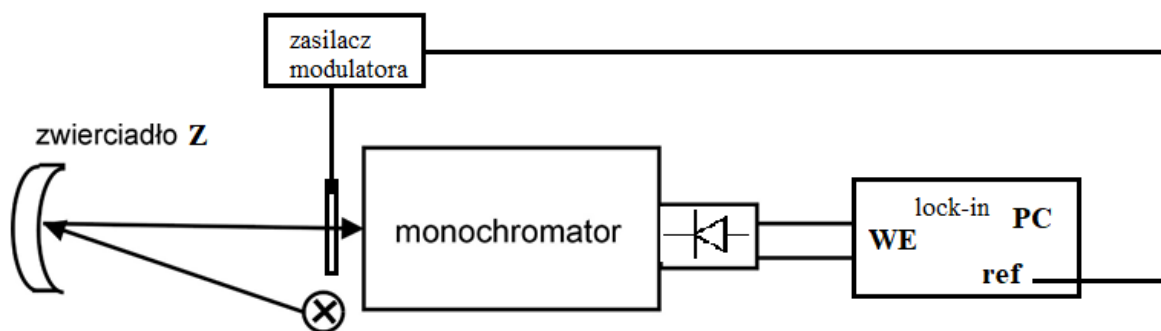 zasilacz
modulatora
zwierciadło Z
monochromator
lock-in
PC
WE
ref